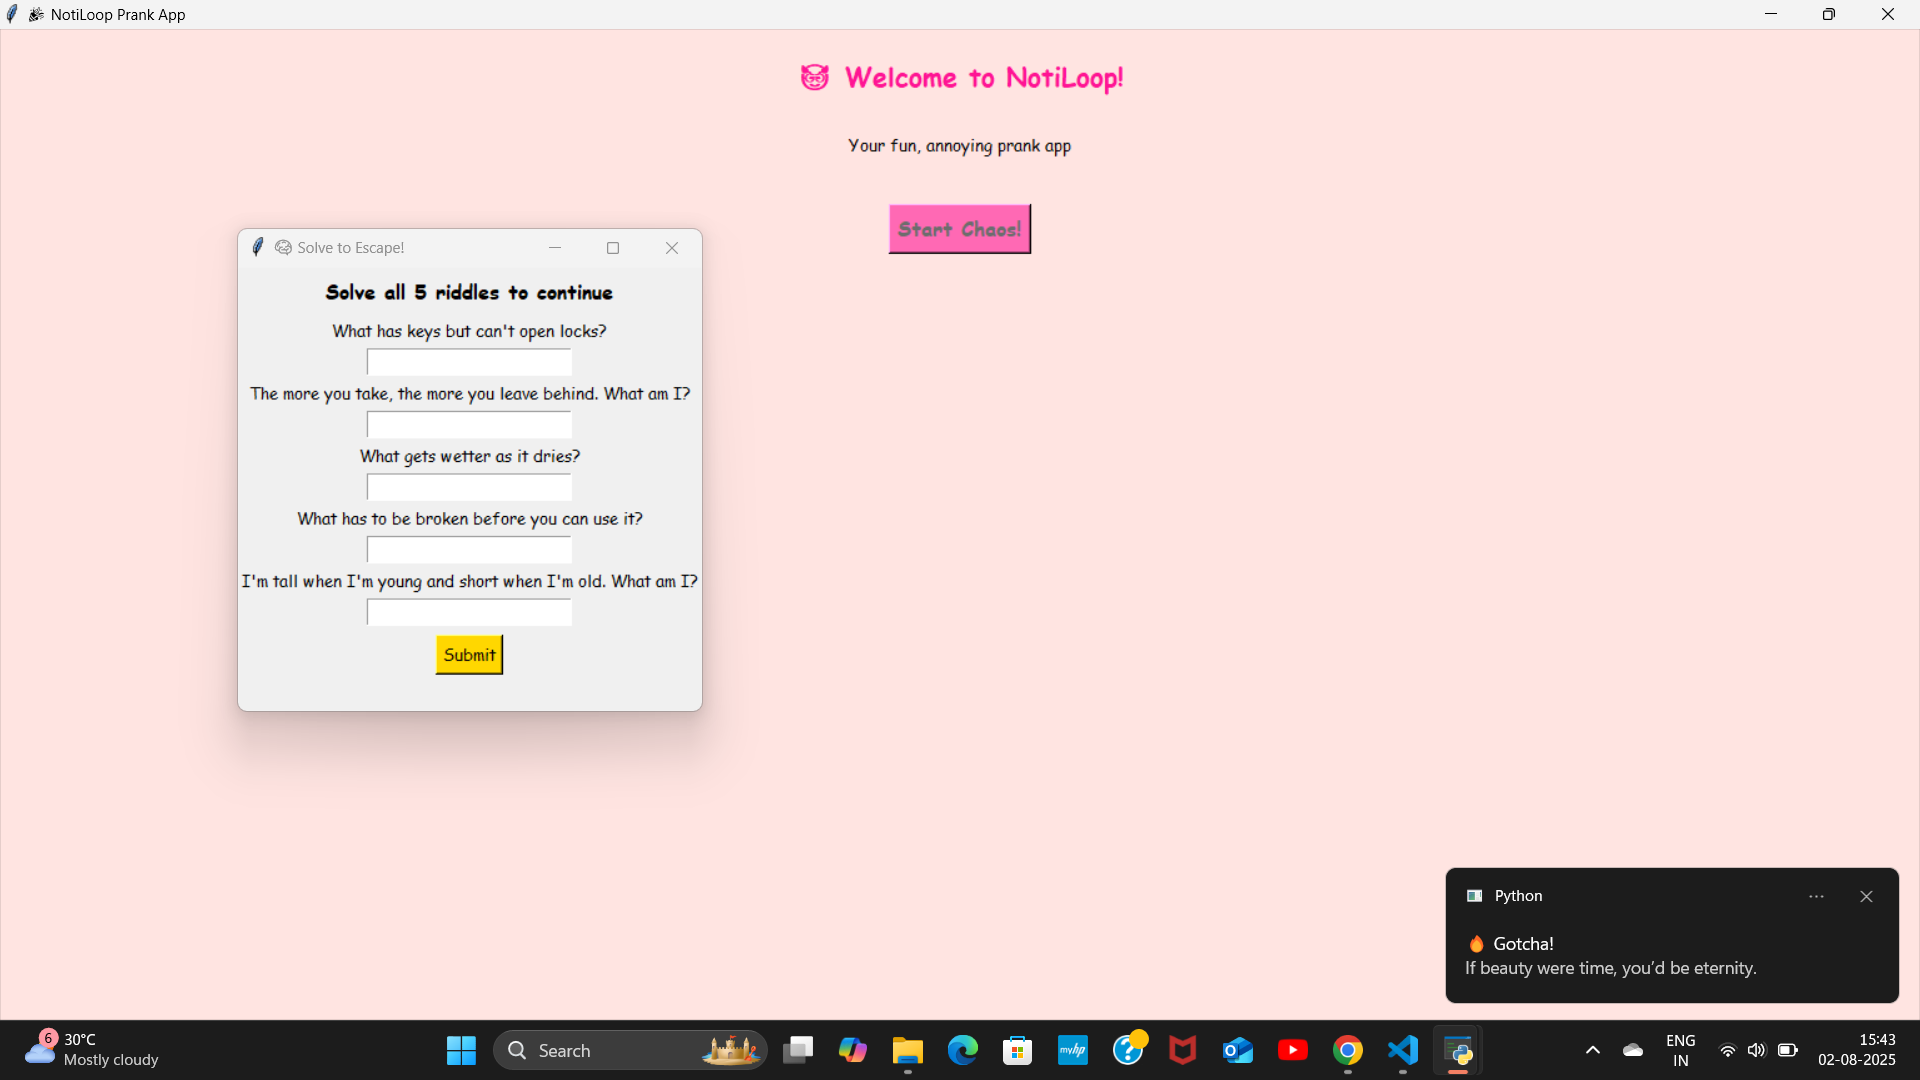 NotiLoop Prank App
Welcome to NotiLoop!
Your fun, annoying prank app
Start Chaos!
Solve to Escape!
Solve all 5 riddles to continue
What has keys but can't open locks?
The more you take, the more you leave behind. What am I?
What gets wetter as it dries?
What has to be broken before you can use it?
I'm tall when I'm young and short when I'm old. What am I?
Submit
Python
Gotcha!
If beauty were time, you’d be eternity.
6
30°C
Mostly cloudy
Search
myhp
ENG
IN
15:43
02-08-2025